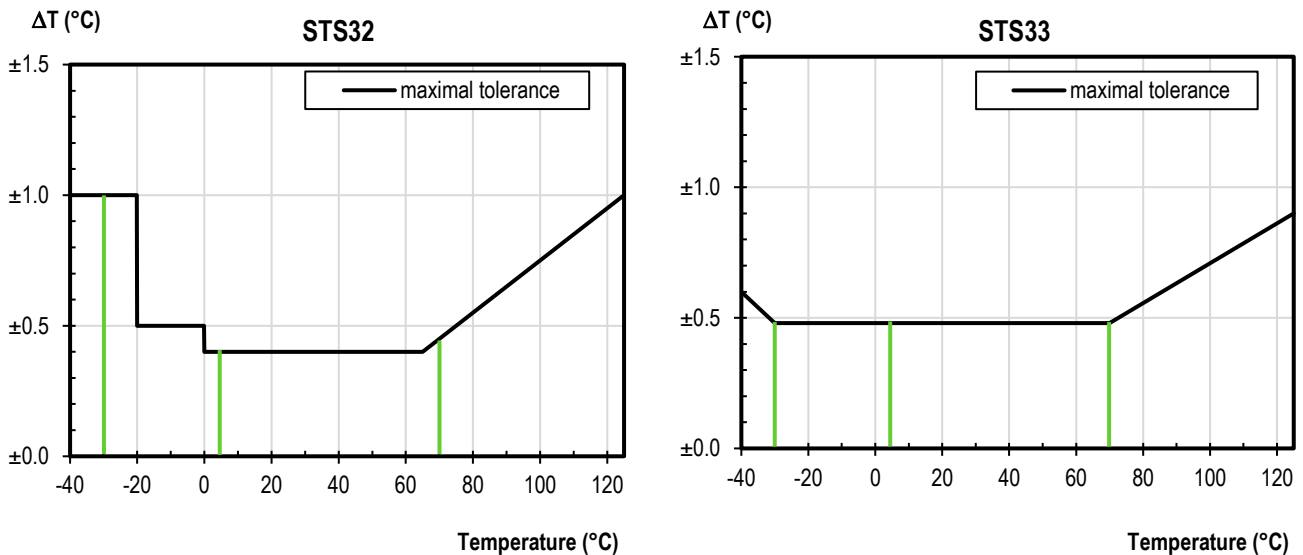 ΔT (°C)
STS32
±1.5
maximal tolerance
±1.0
±0.5
±0.0
-40 -20 0 20 40 60 80 100 120
Temperature (°C)
ΔT (°C)
STS33
±1.5
maximal tolerance
±1.0
±0.5
±0.0
-40 -20 0 20 40 60 80 100 120
Temperature (°C)